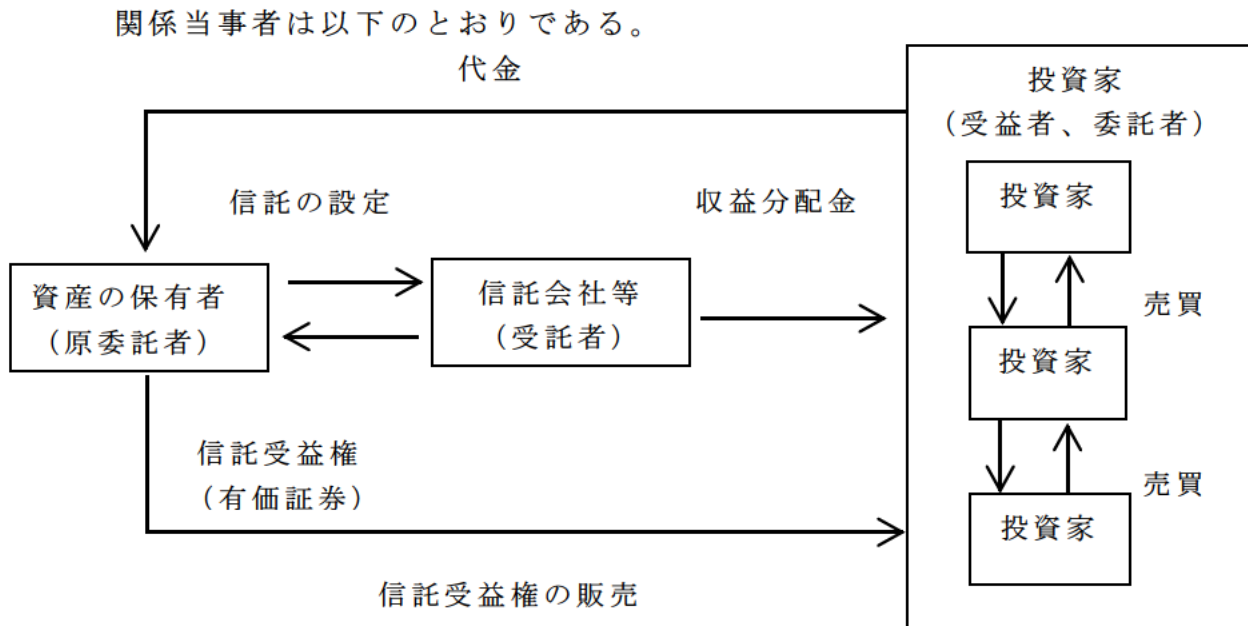 関係当事者は以下のとおりである。
代金
投資家
（受益者、委託者）
投資家
信託の設定
収益分配金
資産の保有者
（原委託者）
信託会社等
（受託者）
売買
投資家
信託受益権
（有価証券）
売買
投資家
信託受益権の販売